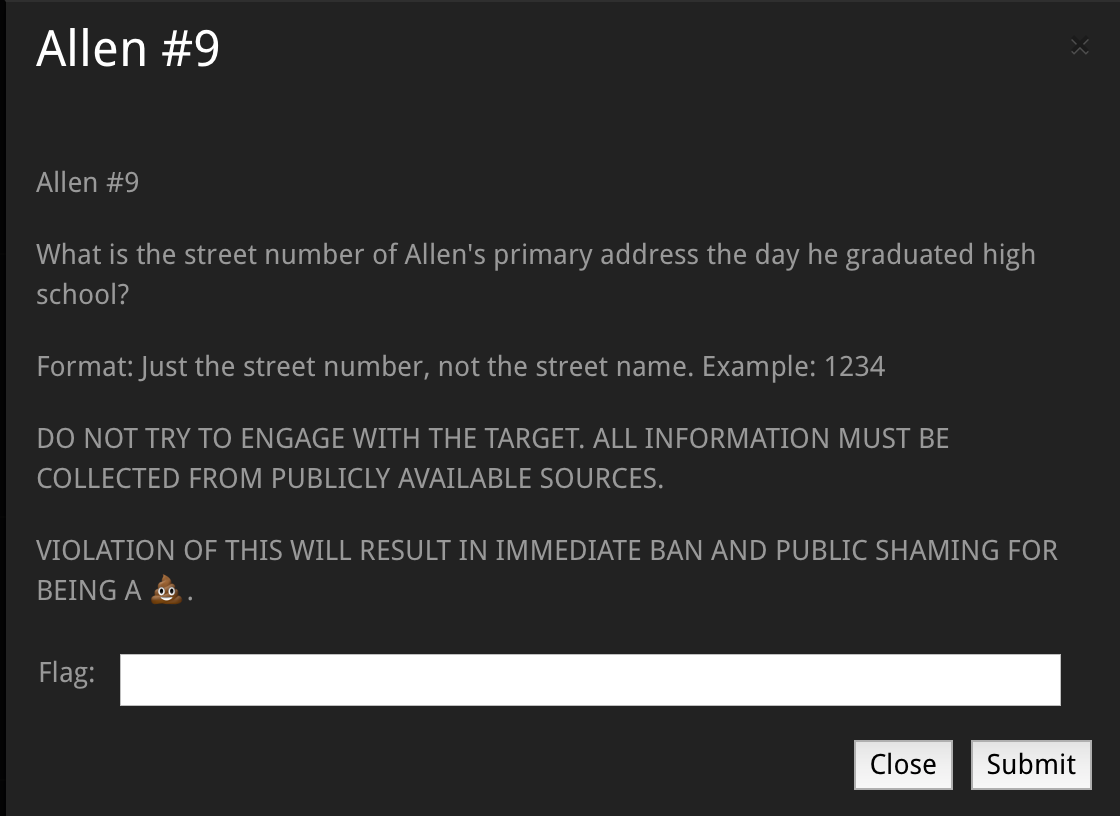 Allen #9
Allen #9
What is the street number of Allen's primary address the day he graduated high
school?
Format: Just the street number, not the street name. Example: 1234
DO NOT TRY TO ENGAGE WITH THE TARGET. ALL INFORMATION MUST BE
COLLECTED FROM PUBLICLY AVAILABLE SOURCES.
VIOLATION OF THIS WILL RESULT IN IMMEDIATE BAN AND PUBLIC SHAMING FOR
BEING A 💩.
Flag:
Close Submit